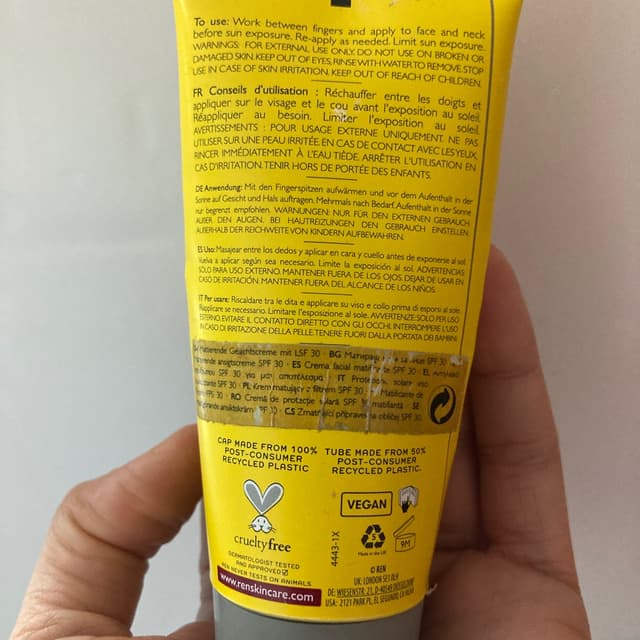 To use: Work between fingers and apply to face and neck
before sun exposure. Re-apply as needed. Limit sun exposure.
WARNINGS: FOR EXTERNAL USE ONLY. DO NOT USE ON BROKEN OR
DAMAGED SKIN. KEEP OUT OF EYES, RINSE WITH WATER TO REMOVE. STOP
USE IN CASE OF SKIN IRRITATION. KEEP OUT OF REACH OF CHILDREN.
FR Conseils d'utilisation : Réchauffer entre les doigts et
appliquer sur le visage et le cou avant l'exposition au soleil.
Réappliquer au besoin. Limiter l'exposition au soleil.
AVERTISSEMENTS : POUR USAGE EXTERNE UNIQUEMENT. NE PAS
UTILISER SUR UNE PEAU IRRITÉE. EN CAS DE CONTACT AVEC LES YEUX,
RINCER IMMÉDIATEMENT À L'EAU TIÈDE. ARRÊTER L'UTILISATION EN
CAS D'IRRITATION. TENIR HORS DE PORTÉE DES ENFANTS.
DE Anwendung: Mit den Fingerspitzen aufwärmen und vor dem Aufenthalt in der
Sonne auf Gesicht und Hals auftragen. Mehrmals nach Bedarf. Aufenthalt in der Sonne
nur begrenzt empfohlen. WARNUNGEN: NUR FÜR DEN EXTERNEN GEBRAUCH
AUẞER DEN AUGEN. BEI HAUTREIZUNGEN DEN GEBRAUCH EINSTELLEN.
AUẞERHALB DER REICHWEITE VON KINDERN AUFBEWAHREN.
ES Uso: Masajear entre los dedos y aplicar en cara y cuello antes de exponerse al sol.
Vuelva a aplicar según sea necesario. Limite la exposición al sol. ADVERTENCIAS:
SÓLO PARA USO EXTERNO. MANTENER FUERA DE LOS OJOS. DEJAR DE USAR EN
CASO DE IRRITACIÓN. MANTENER FUERA DEL ALCANCE DE LOS NIÑOS.
IT Per usare: Riscaldare tra le dita e applicare su viso e collo prima di esporsi al sole.
Riapplicare se necessario. Limitare l'esposizione al sole. AVVERTENZE: SOLO PER USO
ESTERNO. EVITARE IL CONTATTO DIRETTO CON GLI OCCHI. INTERROMPERE L'USO
IN CASO DI IRRITAZIONE DELLA PELLE. TENERE FUORI DALLA PORTATA DEI BAMBINI.
Mattierende Gesichtscreme mit LSF 30 · BG SPF 30
ansigtscreme SPF 30 · ES Crema facial SPF 30 · EL
SPF 30 για ματ αποτέλεσμα · IT solare viso
SPF 30 · PL Krem matujący z filtrem SPF 30 ·
SPF 30 · RO Cremă de protecție solară SPF 30 matifiantă · SE
ansiktskräm SPF 30 · CS Zmatňující přípravek na obličej SPF 30
CAP MADE FROM 100%
POST-CONSUMER
RECYCLED PLASTIC
TUBE MADE FROM 50%
POST-CONSUMER
RECYCLED PLASTIC.
VEGAN
crueltyfree
5
Made in the UK
9M
4443-1X
DERMATOLOGIST TESTED
AND APPROVED
REN NEVER TESTS ON ANIMALS
www.renskincare.com
© REN
UK: LONDON SE1 0LH
DE: WIESENSTR. 21, D-40549 DÜSSELDORF
USA: 2121 PARK PL, EL SEGUNDO, CA 90245